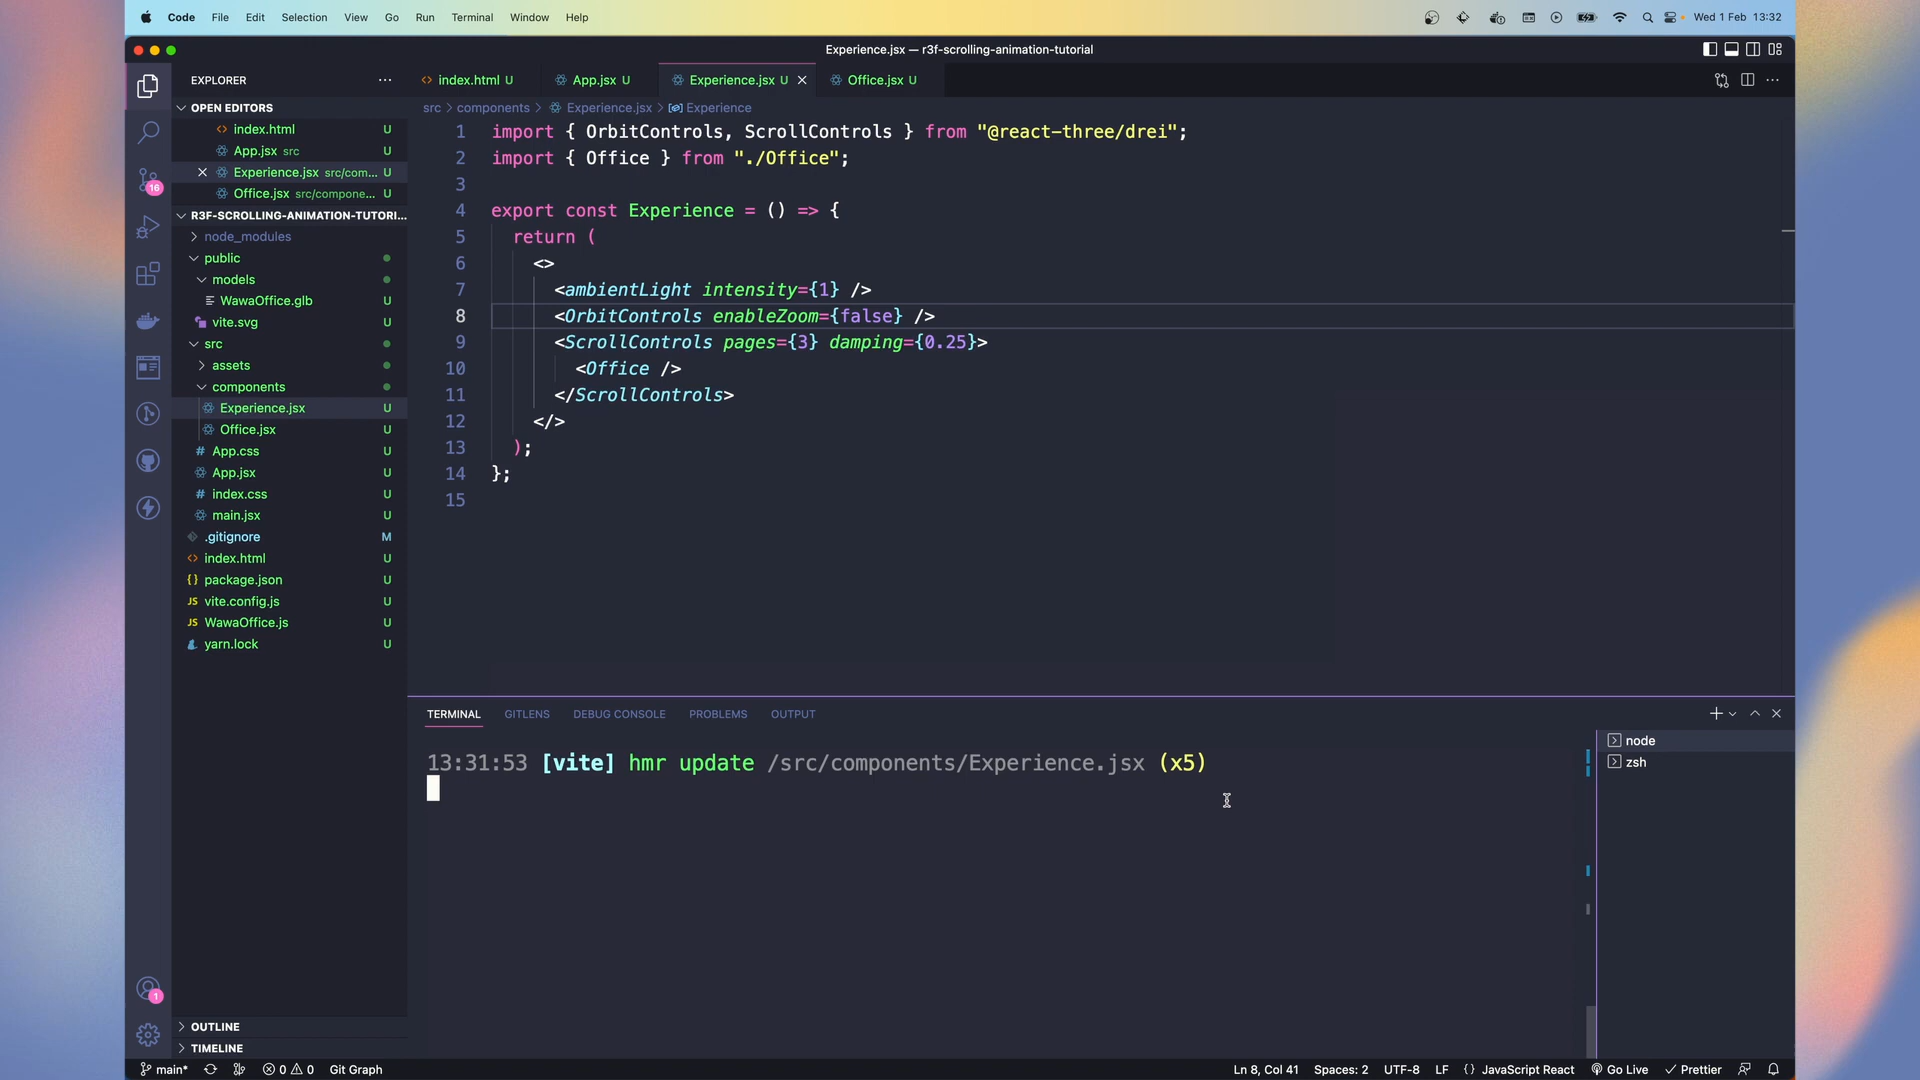 Code File Edit Selection View Go Run Terminal Window Help Wed 1 Feb 13:32
Experience.jsx — r3f-scrolling-animation-tutorial
EXPLORER
OPEN EDITORS
index.html U
App.jsx src U
Experience.jsx src/com... U
Office.jsx src/compone... U
R3F-SCROLLING-ANIMATION-TUTORI...
node_modules
public
models
WawaOffice.glb U
vite.svg U
src
assets
components
Experience.jsx U
Office.jsx U
# App.css U
App.jsx U
# index.css U
main.jsx U
.gitignore M
<> index.html U
{} package.json U
JS vite.config.js U
JS WawaOffice.js U
yarn.lock U
OUTLINE
TIMELINE
16
1
<> index.html U App.jsx U Experience.jsx U Office.jsx U
src > components > Experience.jsx > Experience
1 import { OrbitControls, ScrollControls } from "@react-three/drei";
2 import { Office } from "./Office";
3
4 export const Experience = () => {
5 return (
6 <>
7 <ambientLight intensity={1} />
8 <OrbitControls enableZoom={false} />
9 <ScrollControls pages={3} damping={0.25}>
10 <Office />
11 </ScrollControls>
12 </>
13 );
14 };
15
TERMINAL GITLENS DEBUG CONSOLE PROBLEMS OUTPUT
13:31:53 [vite] hmr update /src/components/Experience.jsx (x5)
node
zsh
main* 0 0 Git Graph Ln 8, Col 41 Spaces: 2 UTF-8 LF {} JavaScript React Go Live Prettier